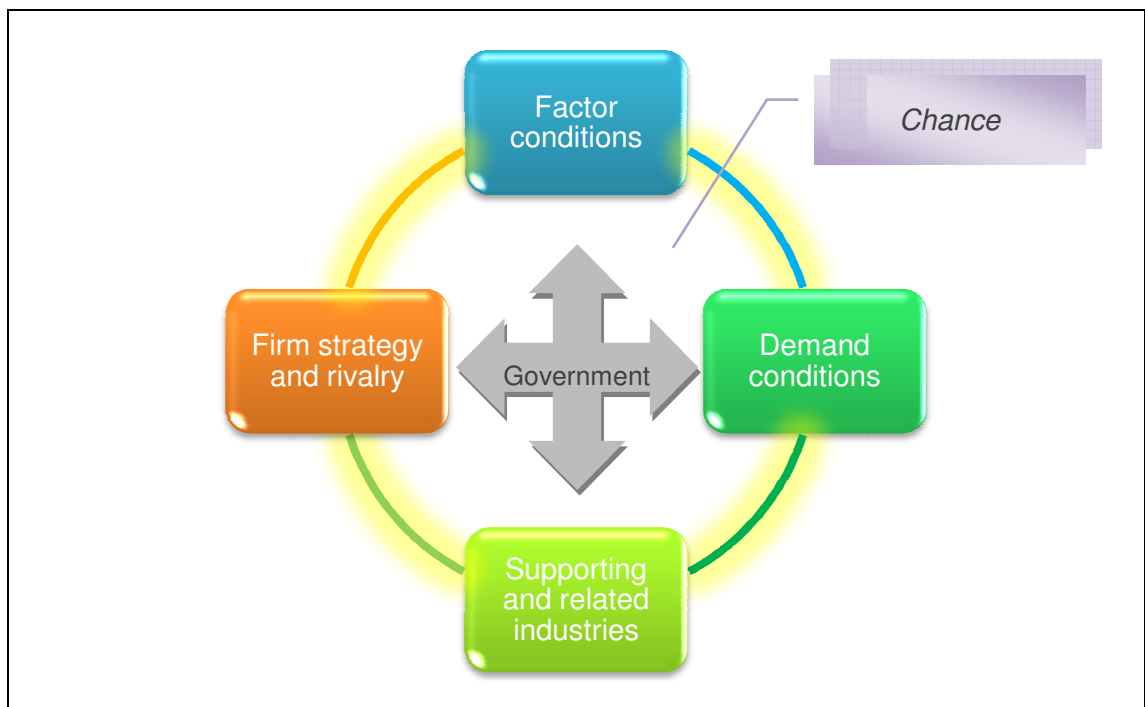 Factor
conditions
Chance
Firm strategy
and rivalry
Government
Demand
conditions
Supporting
and related
industries